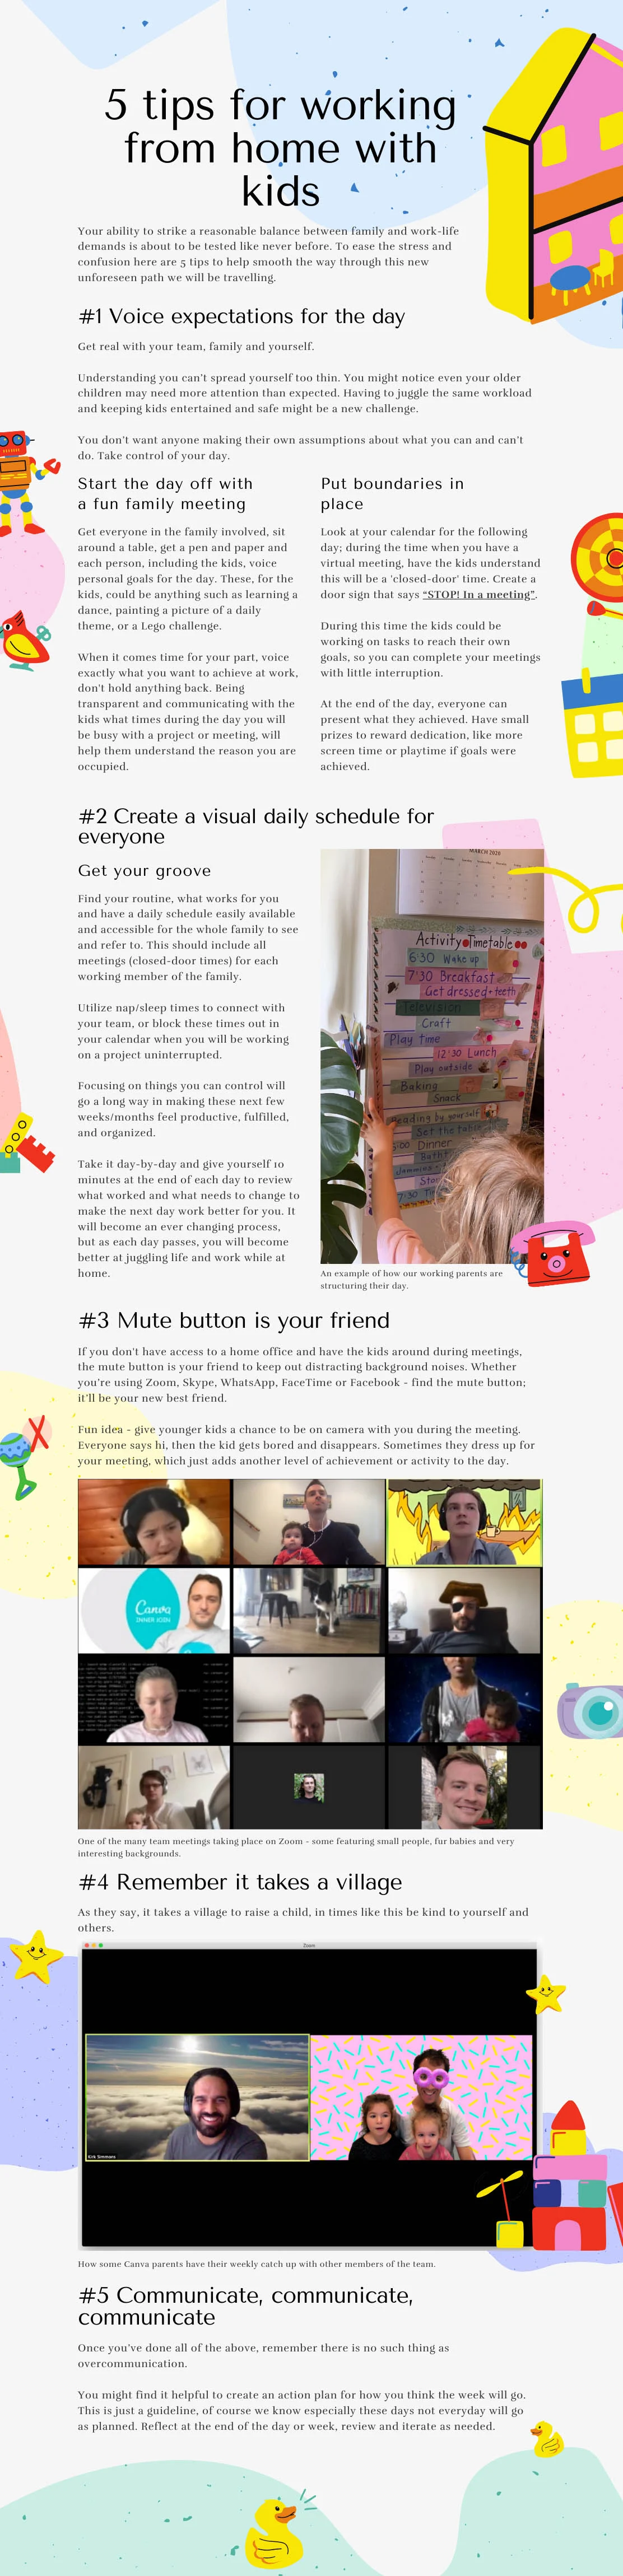 5 tips for working
from home with
kids
Your ability to strike a reasonable balance between family and work-life
demands is about to be tested like never before. To ease the stress and
confusion here are 5 tips to help smooth the way through this new
unforeseen path we will be travelling.
#1 Voice expectations for the day
Get real with your team, family and yourself.
Understanding you can't spread yourself too thin. You might notice even your older
children may need more attention than expected. Having to juggle the same workload
and keeping kids entertained and safe might be a new challenge.
You don't want anyone making their own assumptions about what you can and can't
do. Take control of your day.
Start the day off with
a fun family meeting
Get everyone in the family involved, sit
around a table, get a pen and paper and
each person, including the kids, voice
personal goals for the day. These, for the
kids, could be anything such as learning a
dance, painting a picture of a daily
theme, or a Lego challenge.
When it comes time for your part, voice
exactly what you want to achieve at work,
don't hold anything back. Being
transparent and communicating with the
kids what times during the day you will
be busy with a project or meeting, will
help them understand the reason you are
occupied.
Put boundaries in
place
Look at your calendar for the following
day; during the time when you have a
virtual meeting, have the kids understand
this will be a 'closed-door' time. Create a
door sign that says “STOP! In a meeting”.
During this time the kids could be
working on tasks to reach their own
goals, so you can complete your meetings
with little interruption.
At the end of the day, everyone can
present what they achieved. Have small
prizes to reward dedication, like more
screen time or playtime if goals were
achieved.
#2 Create a visual daily schedule for
everyone
Get your groove
Find your routine, what works for you
and have a daily schedule easily available
and accessible for the whole family to see
and refer to. This should include all
meetings (closed-door times) for each
working member of the family.
Utilize nap/sleep times to connect with
your team, or block these times out in
your calendar when you will be working
on a project uninterrupted.
Focusing on things you can control will
go a long way in making these next few
weeks/months feel productive, fulfilled,
and organized.
Take it day-by-day and give yourself 10
minutes at the end of each day to review
what worked and what needs to change to
make the next day work better for you. It
will become an ever changing process,
but as each day passes, you will become
better at juggling life and work while at
home.
MARCH 2020
Activity Timetable
6:30 Wake up
7:30 Breakfast
Get dressed + teeth
Television
Craft
Play time
12:30 Lunch
Play outside
Baking
Snack
Reading by yourself
Set the table
:00 Dinner
Bath
Jammies
7:30
An example of how our working parents are
structuring their day.
#3 Mute button is your friend
If you don't have access to a home office and have the kids around during meetings,
the mute button is your friend to keep out distracting background noises. Whether
you're using Zoom, Skype, WhatsApp, FaceTime or Facebook - find the mute button;
it'll be your new best friend.
Fun idea - give younger kids a chance to be on camera with you during the meeting.
Everyone says hi, then the kid gets bored and disappears. Sometimes they dress up for
your meeting, which just adds another level of achievement or activity to the day.
Canva
INNER JOIN
One of the many team meetings taking place on Zoom - some featuring small people, fur babies and very
interesting backgrounds.
#4 Remember it takes a village
As they say, it takes a village to raise a child, in times like this be kind to yourself and
others.
Zoom
Kirk Simmons
How some Canva parents have their weekly catch up with other members of the team.
#5 Communicate, communicate,
communicate
Once you've done all of the above, remember there is no such thing as
overcommunication.
You might find it helpful to create an action plan for how you think the week will go.
This is just a guideline, of course we know especially these days not everyday will go
as planned. Reflect at the end of the day or week, review and iterate as needed.